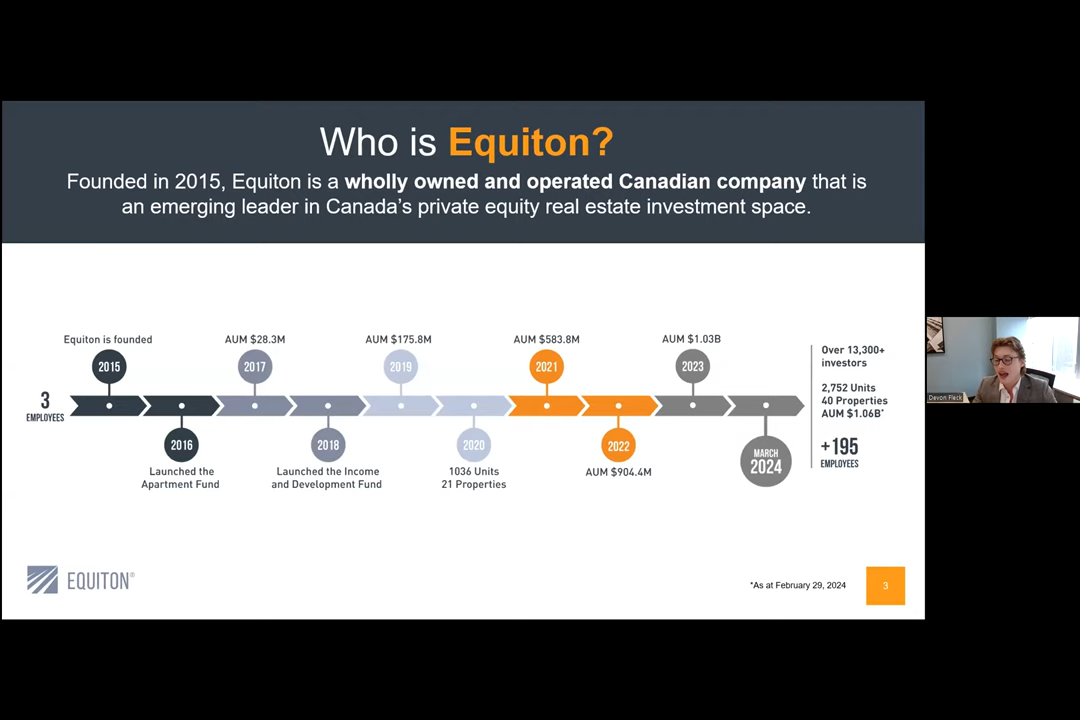 Who is Equiton?
Founded in 2015, Equiton is a wholly owned and operated Canadian company that is
an emerging leader in Canada's private equity real estate investment space.
Equiton is founded
AUM $28.3M
AUM $175.8M
AUM $583.8M
AUM $1.03B
2015
2017
2019
2021
2023
3
EMPLOYEES
2016
2018
2020
2022
MARCH
2024
Launched the
Apartment Fund
Launched the Income
and Development Fund
1036 Units
21 Properties
AUM $904.4M
Over 13,300+
investors
2,752 Units
40 Properties
AUM $1.06B*
+195
EMPLOYEES
Devon Fleck
EQUITON®
*As at February 29, 2024
3